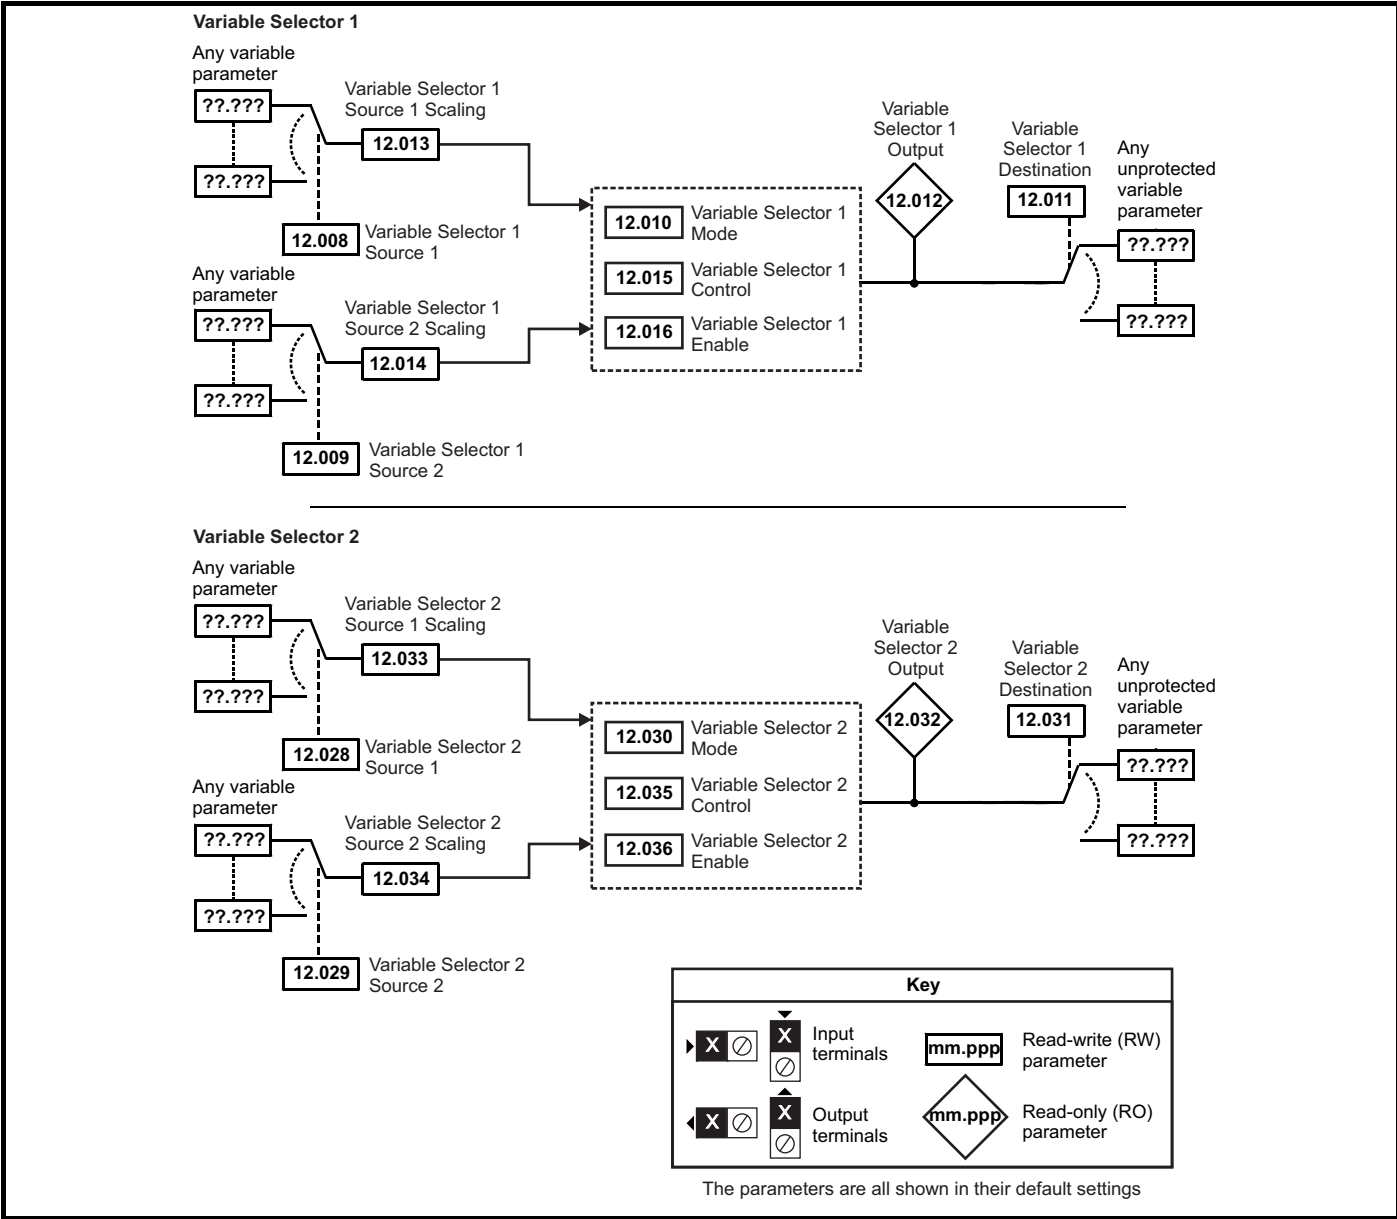 Variable Selector 1
Any variable
parameter
??.???
??.???
Variable Selector 1
Source 1 Scaling
12.013
12.008
Variable Selector 1
Source 1
Any variable
parameter
??.???
??.???
Variable Selector 1
Source 2 Scaling
12.014
12.009
Variable Selector 1
Source 2
12.010
Variable Selector 1
Mode
12.015
Variable Selector 1
Control
12.016
Variable Selector 1
Enable
Variable
Selector 1
Output
12.012
Variable
Selector 1
Destination
12.011
Any
unprotected
variable
parameter
??.???
??.???
Variable Selector 2
Any variable
parameter
??.???
??.???
Variable Selector 2
Source 1 Scaling
12.033
12.028
Variable Selector 2
Source 1
Any variable
parameter
??.???
??.???
Variable Selector 2
Source 2 Scaling
12.034
12.029
Variable Selector 2
Source 2
12.030
Variable Selector 2
Mode
12.035
Variable Selector 2
Control
12.036
Variable Selector 2
Enable
Variable
Selector 2
Output
12.032
Variable
Selector 2
Destination
12.031
Any
unprotected
variable
parameter
??.???
??.???
Key
X
X
Input
terminals
mm.ppp
Read-write (RW)
parameter
X
X
Output
terminals
mm.ppp
Read-only (RO)
parameter
The parameters are all shown in their default settings